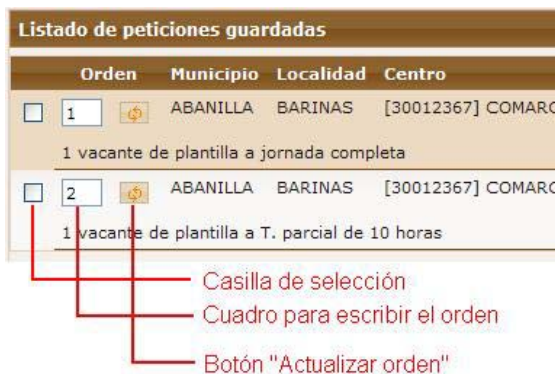 Listado de peticiones guardadas
Orden Municipio Localidad Centro
1 ABANILLA BARINAS [30012367] COMARC
1 vacante de plantilla a jornada completa
2 ABANILLA BARINAS [30012367] COMARC
1 vacante de plantilla a T. parcial de 10 horas
Casilla de selección
Cuadro para escribir el orden
Botón "Actualizar orden"